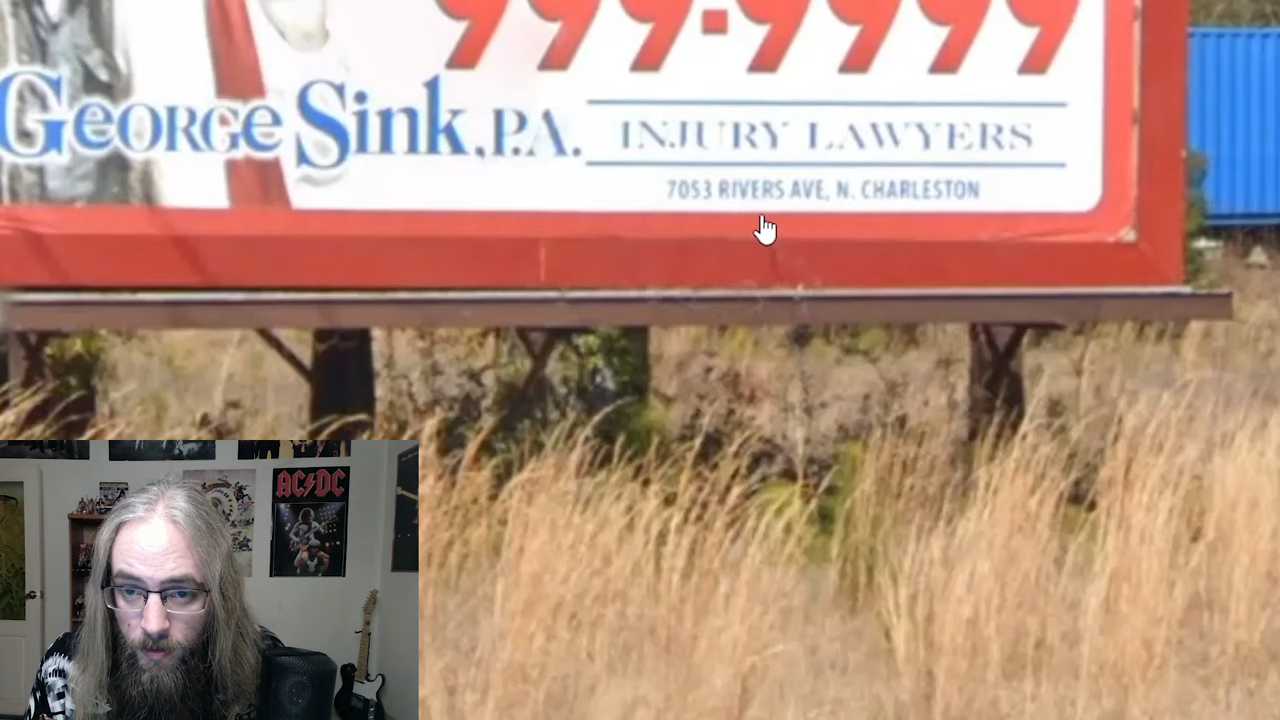 999-9999
George Sink, P.A.
INJURY LAWYERS
7053 RIVERS AVE, N. CHARLESTON
AC/DC